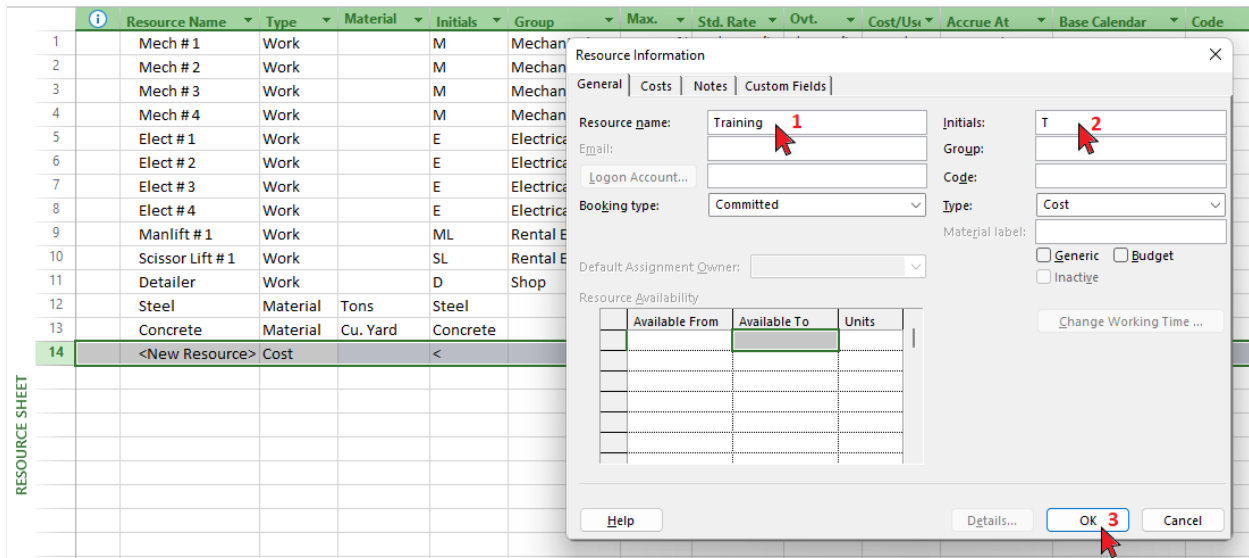 Resource Name Type Material Initials Group Max. Std. Rate Ovt. Cost/Use Accrue At Base Calendar Code
1 Mech # 1 Work M Mechan
2 Mech # 2 Work M Mechan
3 Mech # 3 Work M Mechan
4 Mech # 4 Work M Mechan
5 Elect # 1 Work E Electrica
6 Elect # 2 Work E Electrica
7 Elect # 3 Work E Electrica
8 Elect # 4 Work E Electrica
9 Manlift # 1 Work ML Rental E
10 Scissor Lift # 1 Work SL Rental E
11 Detailer Work D Shop
12 Steel Material Tons Steel
13 Concrete Material Cu. Yard Concrete
14 <New Resource> Cost <
RESOURCE SHEET
Resource Information
General Costs Notes Custom Fields
Resource name: Training 1 Initials: T 2
Email: Group:
Logon Account... Code:
Booking type: Committed Type: Cost
Material label:
Generic Budget
Default Assignment Owner: Inactive
Resource Availability
Available From Available To Units
Change Working Time ...
Help Details... OK 3 Cancel